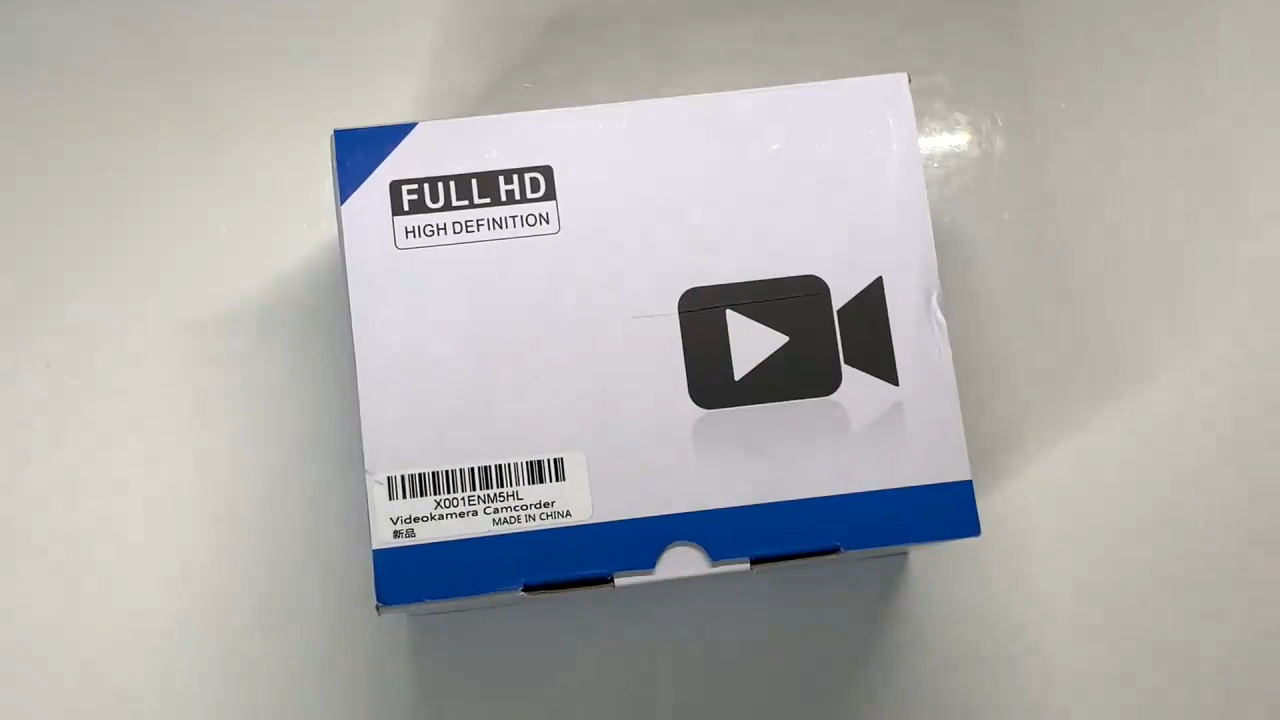 FULL HD
HIGH DEFINITION
X001ENM5HL
Videokamera Camcorder
MADE IN CHINA
新品